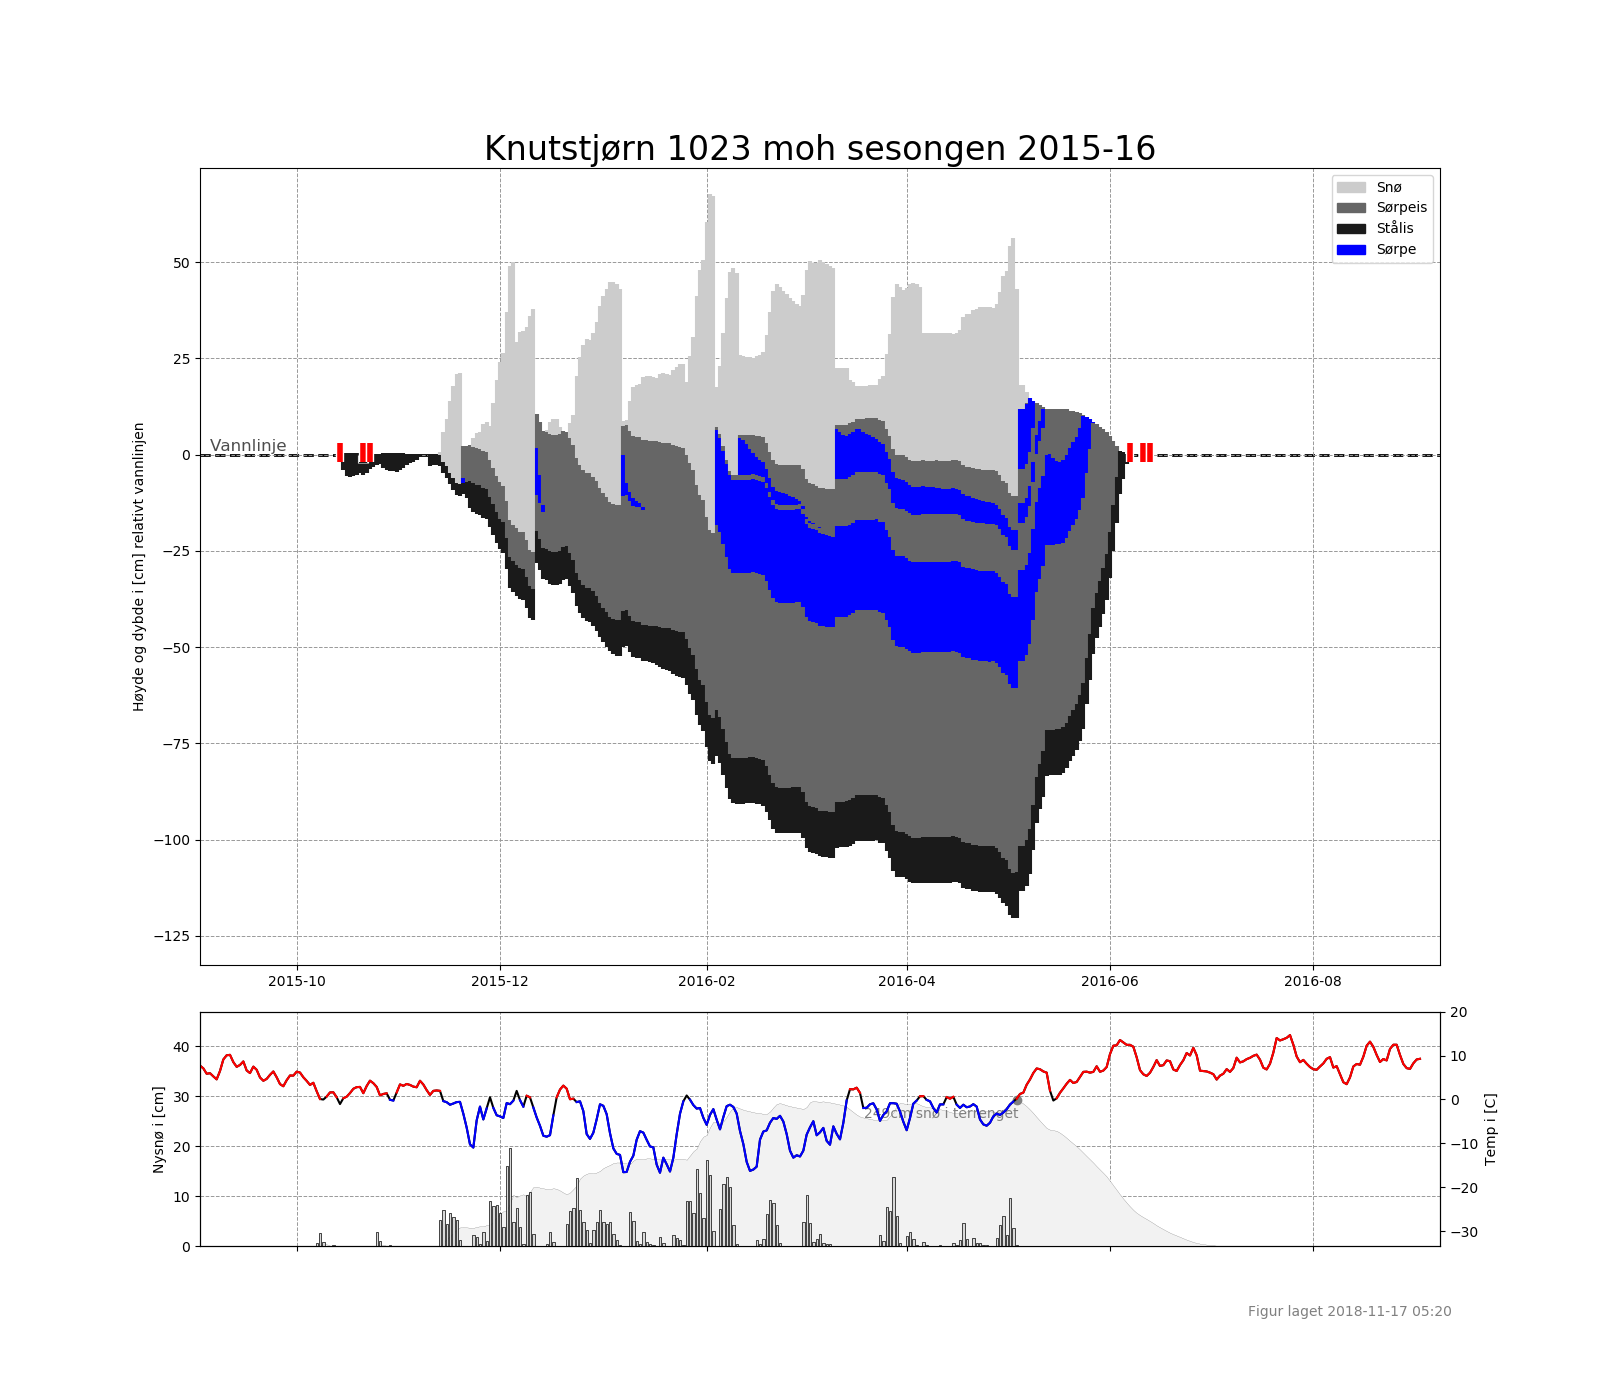 Knutstjørn 1023 moh sesongen 2015-16
Snø
Sørpeis
Stålis
Sørpe
Vannlinje
Høyde og dybde i [cm] relativt vannlinjen
50
25
0
−25
−50
−75
−100
−125
2015-10
2015-12
2016-02
2016-04
2016-06
2016-08
Nysnø i [cm]
40
30
20
10
0
Temp i [C]
20
10
0
−10
−20
−30
snø i terrenget
Figur laget 2018-11-17 05:20